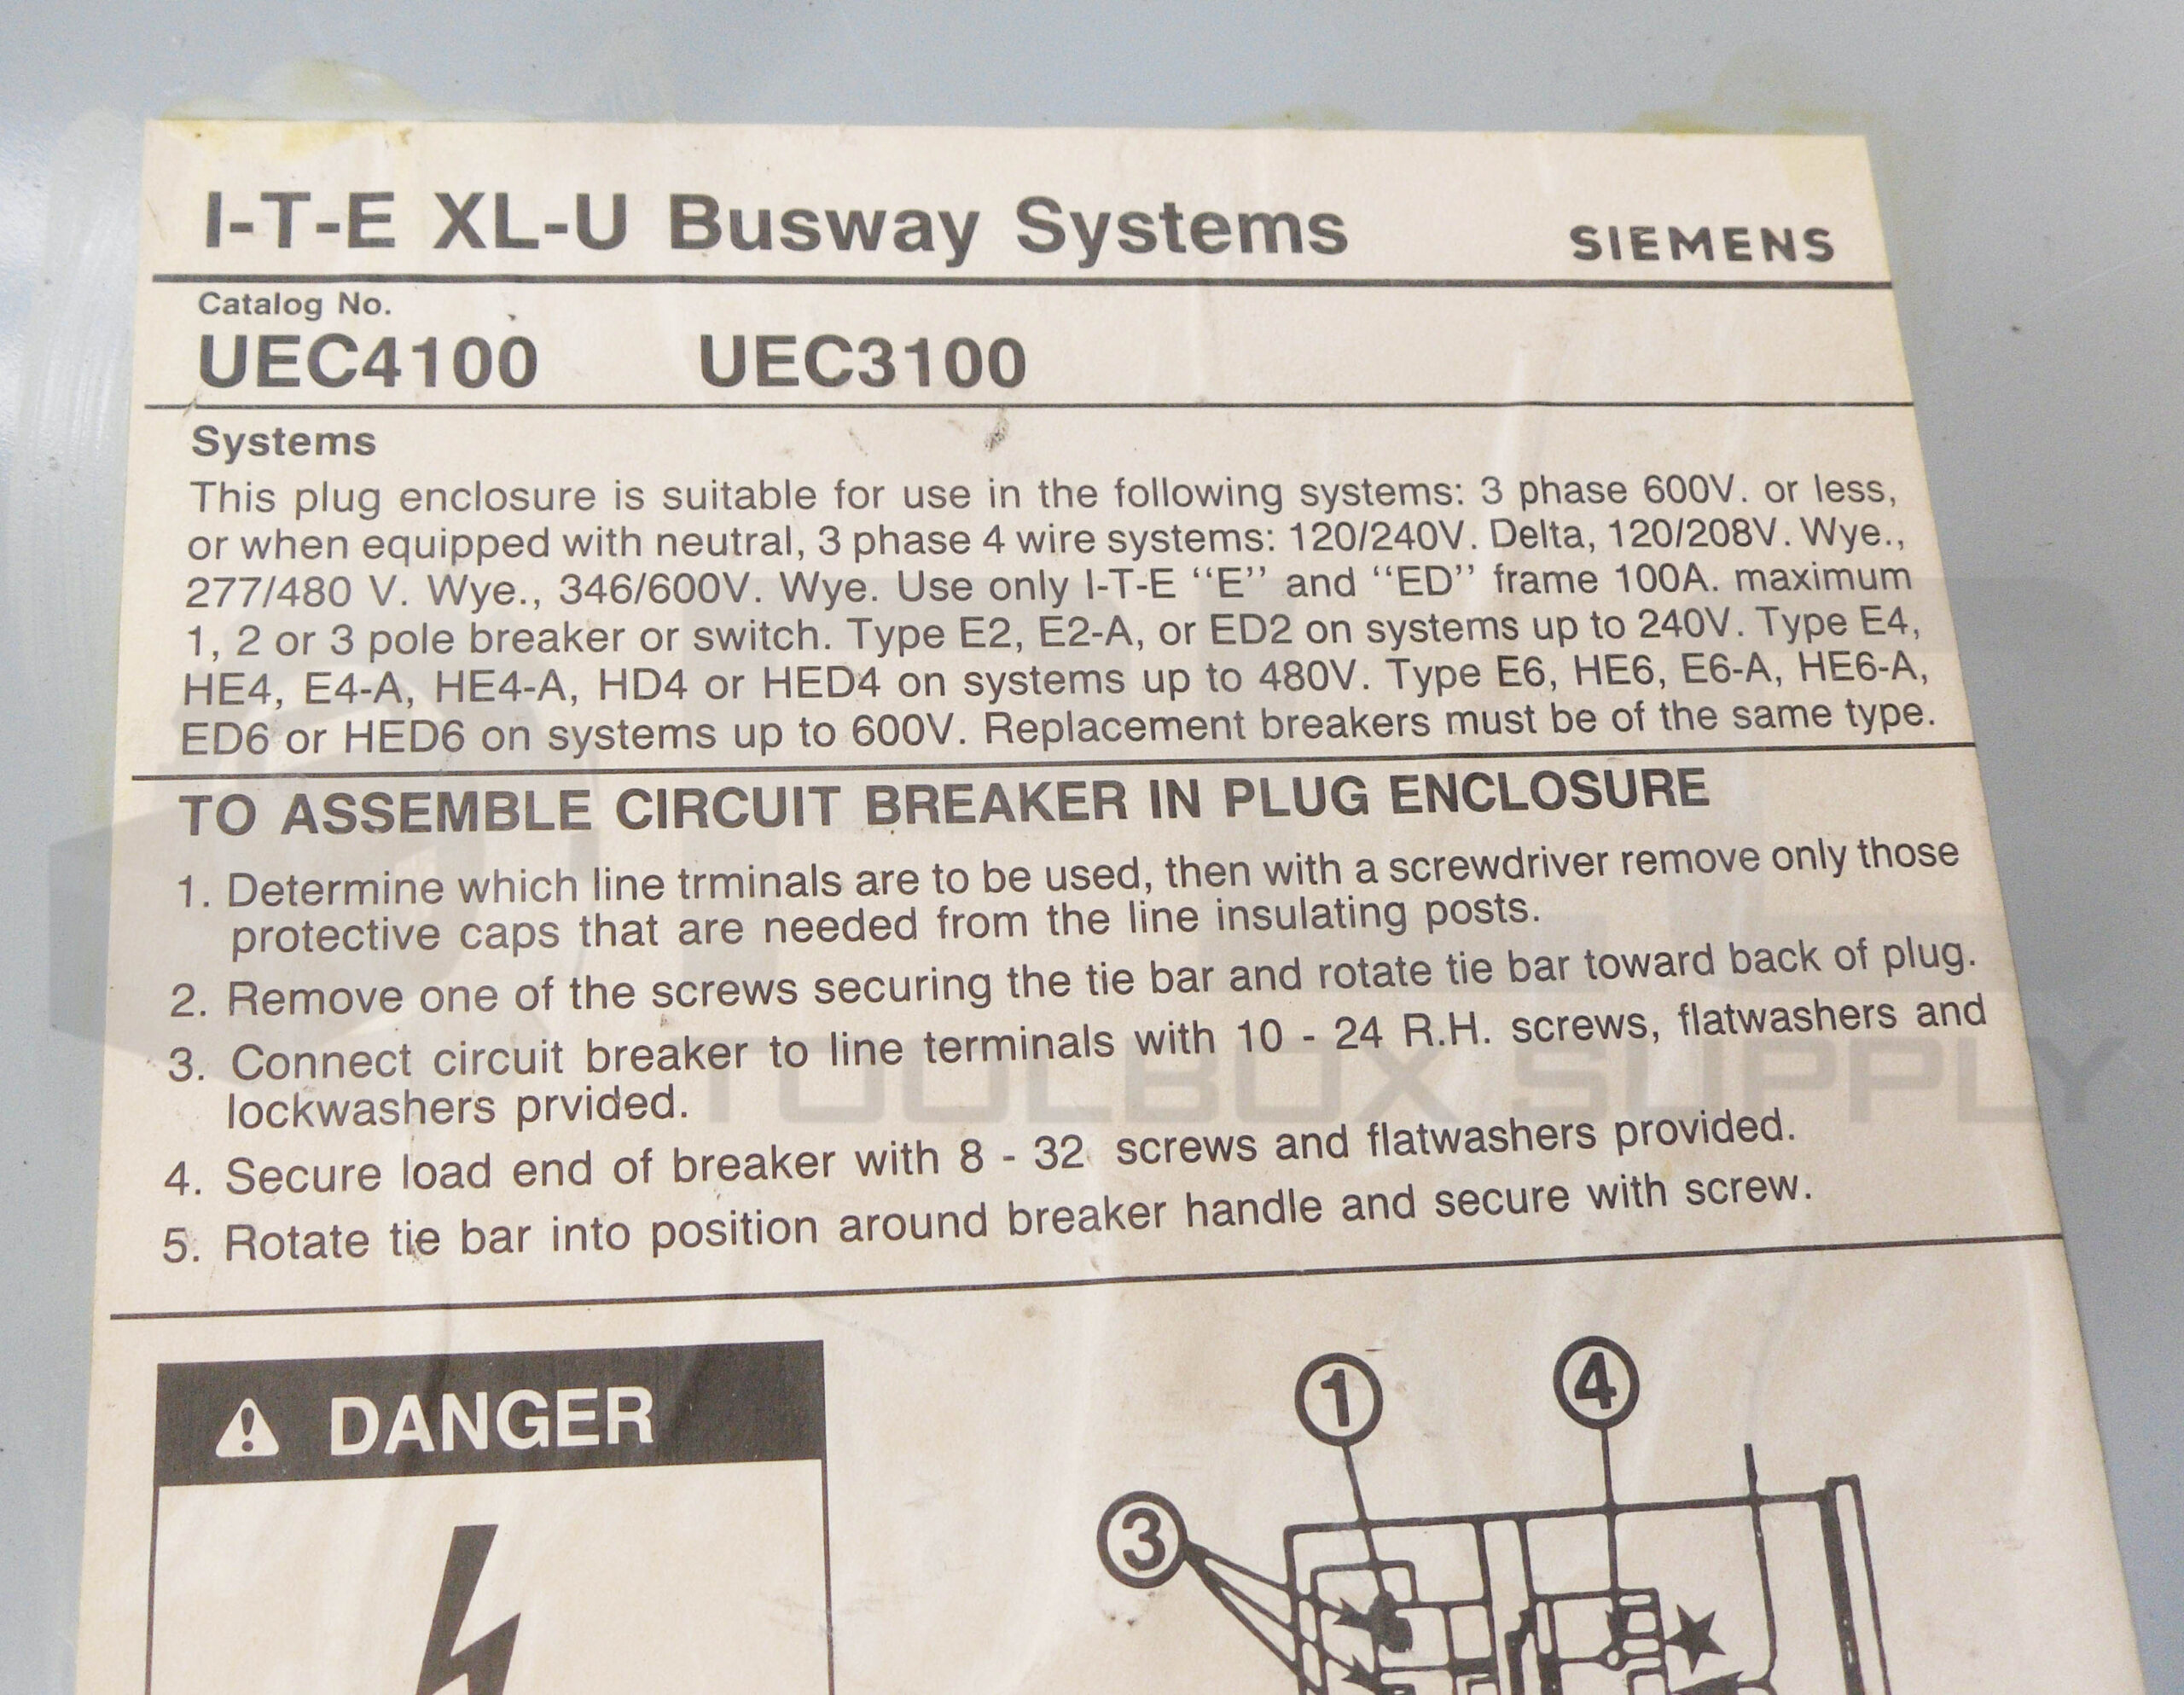 I-T-E XL-U Busway Systems
SIEMENS
Catalog No.
UEC4100 UEC3100
Systems
This plug enclosure is suitable for use in the following systems: 3 phase 600V. or less,
or when equipped with neutral, 3 phase 4 wire systems: 120/240V. Delta, 120/208V. Wye.,
277/480 V. Wye., 346/600V. Wye. Use only I-T-E “E” and “ED” frame 100A. maximum
1, 2 or 3 pole breaker or switch. Type E2, E2-A, or ED2 on systems up to 240V. Type E4,
HE4, E4-A, HE4-A, HD4 or HED4 on systems up to 480V. Type E6, HE6, E6-A, HE6-A,
ED6 or HED6 on systems up to 600V. Replacement breakers must be of the same type.
TO ASSEMBLE CIRCUIT BREAKER IN PLUG ENCLOSURE
1. Determine which line trminals are to be used, then with a screwdriver remove only those
protective caps that are needed from the line insulating posts.
2. Remove one of the screws securing the tie bar and rotate tie bar toward back of plug.
3. Connect circuit breaker to line terminals with 10 - 24 R.H. screws, flatwashers and
lockwashers prvided.
4. Secure load end of breaker with 8 - 32 screws and flatwashers provided.
5. Rotate tie bar into position around breaker handle and secure with screw.
DANGER
1
4
3
TOOLBOX SUPPLY